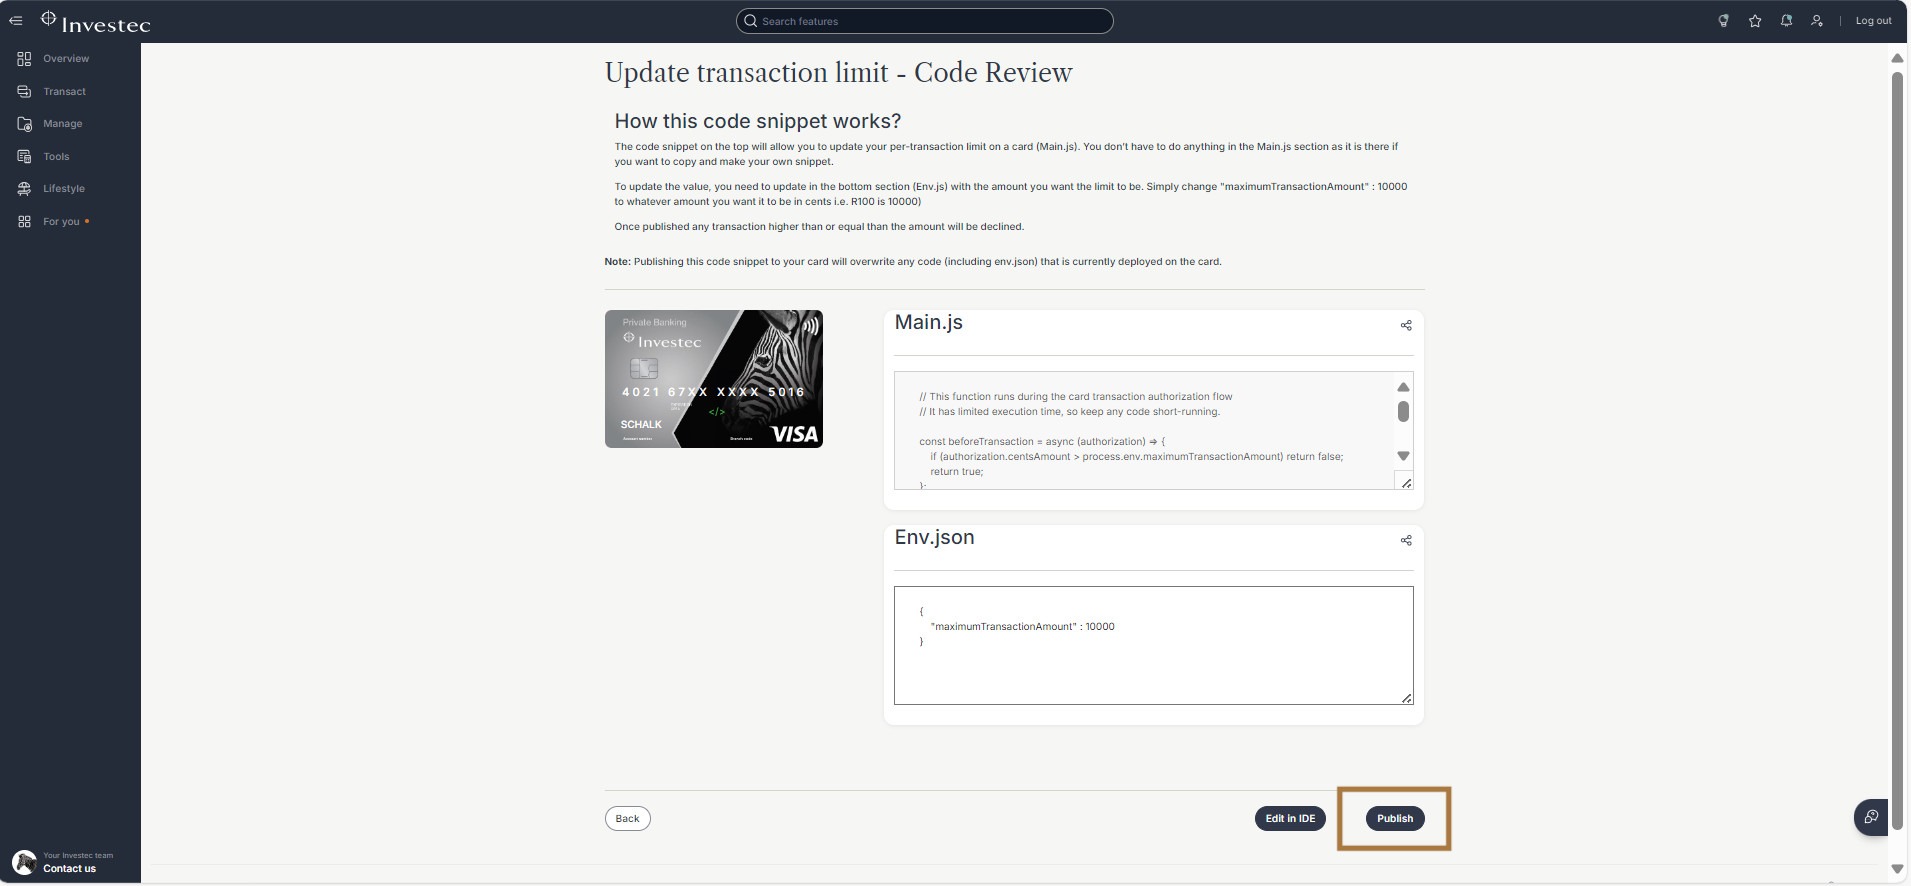 Investec
Search features
Log out
Overview
Transact
Manage
Tools
Lifestyle
For you
Update transaction limit - Code Review
How this code snippet works?
The code snippet on the top will allow you to update your per-transaction limit on a card (Main.js). You don't have to do anything in the Main.js section as it is there if
you want to copy and make your own snippet.
To update the value, you need to update in the bottom section (Env.js) with the amount you want the limit to be. Simply change "maximumTransactionAmount" : 10000
to whatever amount you want it to be in cents i.e. R100 is 10000)
Once published any transaction higher than or equal than the amount will be declined.
Note: Publishing this code snippet to your card will overwrite any code (including env.json) that is currently deployed on the card.
Private Banking
Investec
4021 67XX XXXX 5016
</>
SCHALK
VISA
Branch code
Main.js
// This function runs during the card transaction authorization flow
// It has limited execution time, so keep any code short-running.
const beforeTransaction = async (authorization) => {
if (authorization.centsAmount > process.env.maximumTransactionAmount) return false;
return true;
};
Env.json
{
"maximumTransactionAmount" : 10000
}
Back
Edit in IDE
Publish
Your Investec team
Contact us